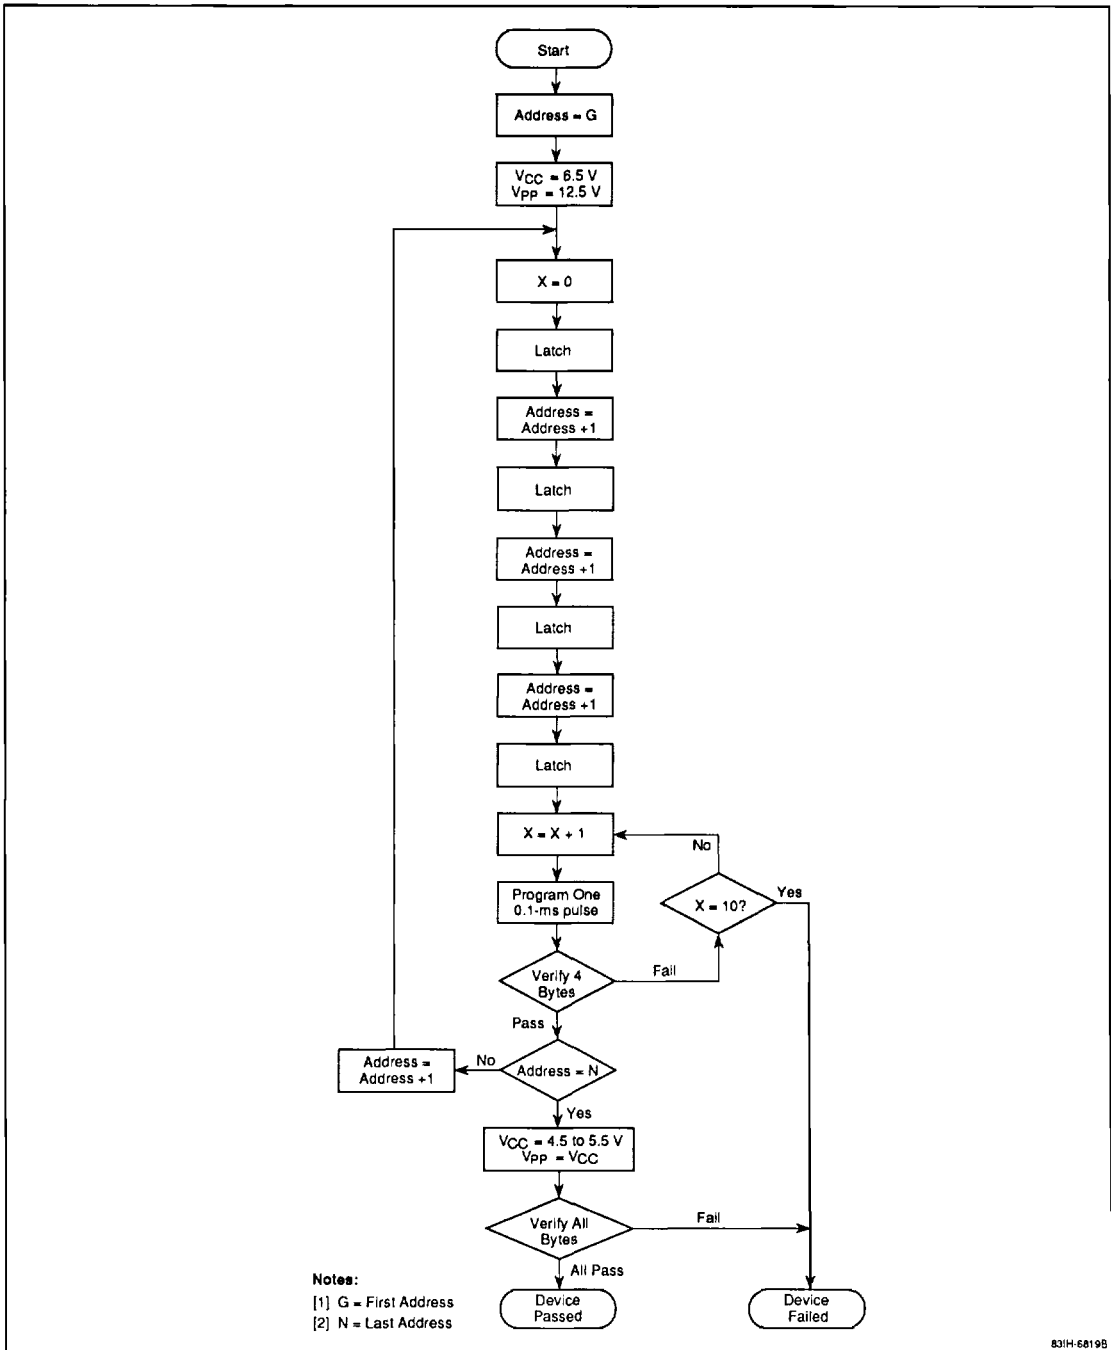 Start
Address = G
VCC = 6.5 V
VPP = 12.5 V
X = 0
Latch
Address =
Address +1
Latch
Address =
Address +1
Latch
Address =
Address +1
Latch
X = X + 1
No
Program One
0.1-ms pulse
X = 10?
Yes
Verify 4
Bytes
Fail
Pass
Address =
Address +1
No
Address = N
Yes
VCC = 4.5 to 5.5 V
VPP = VCC
Verify All
Bytes
Fail
All Pass
Device
Passed
Device
Failed
Notes:
[1] G = First Address
[2] N = Last Address
83IH-6819B